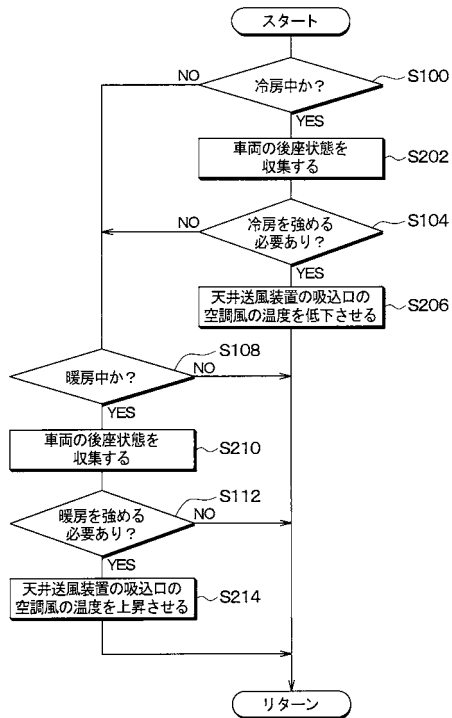 スタート
冷房中か？
S100
NO
YES
車両の後座状態を
収集する
S202
冷房を強める
必要あり？
S104
NO
YES
天井送風装置の吸込口の
空調風の温度を低下させる
S206
暖房中か？
S108
NO
YES
車両の後座状態を
収集する
S210
暖房を強める
必要あり？
S112
NO
YES
天井送風装置の吸込口の
空調風の温度を上昇させる
S214
リターン